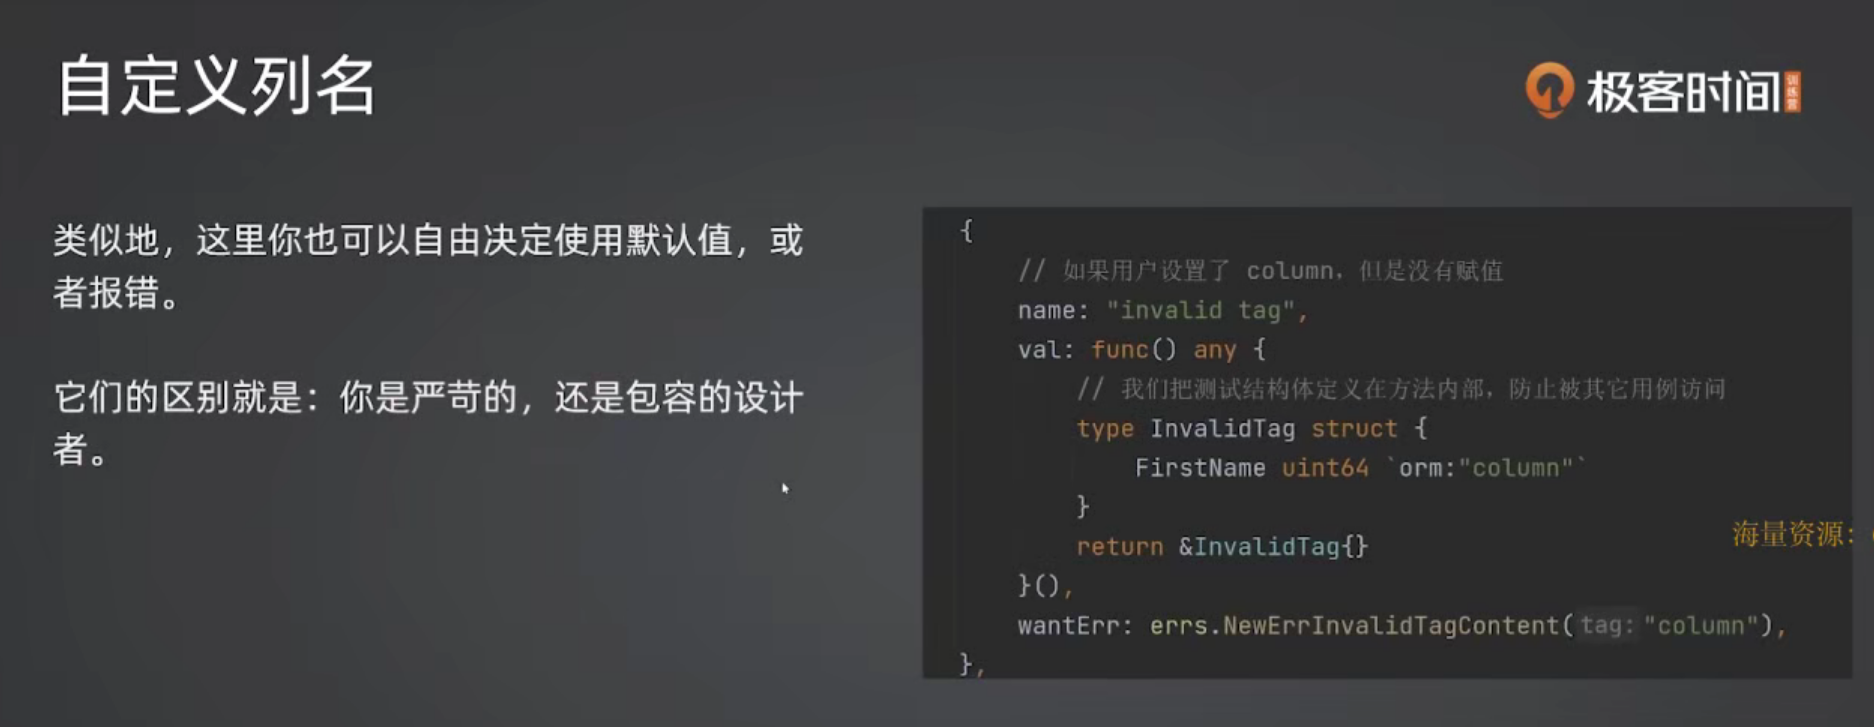 自定义列名
极客时间训练营
类似地，这里你也可以自由决定使用默认值，或
者报错。
它们的区别就是：你是严苛的，还是包容的设计
者。
{
// 如果用户设置了 column，但是没有赋值
name: "invalid tag",
val: func() any {
// 我们把测试结构体定义在方法内部，防止被其它用例访问
type InvalidTag struct {
FirstName uint64 `orm:"column"`
}
return &InvalidTag{}
}(),
wantErr: errs.NewErrInvalidTagContent( tag: "column"),
},
海量资源：